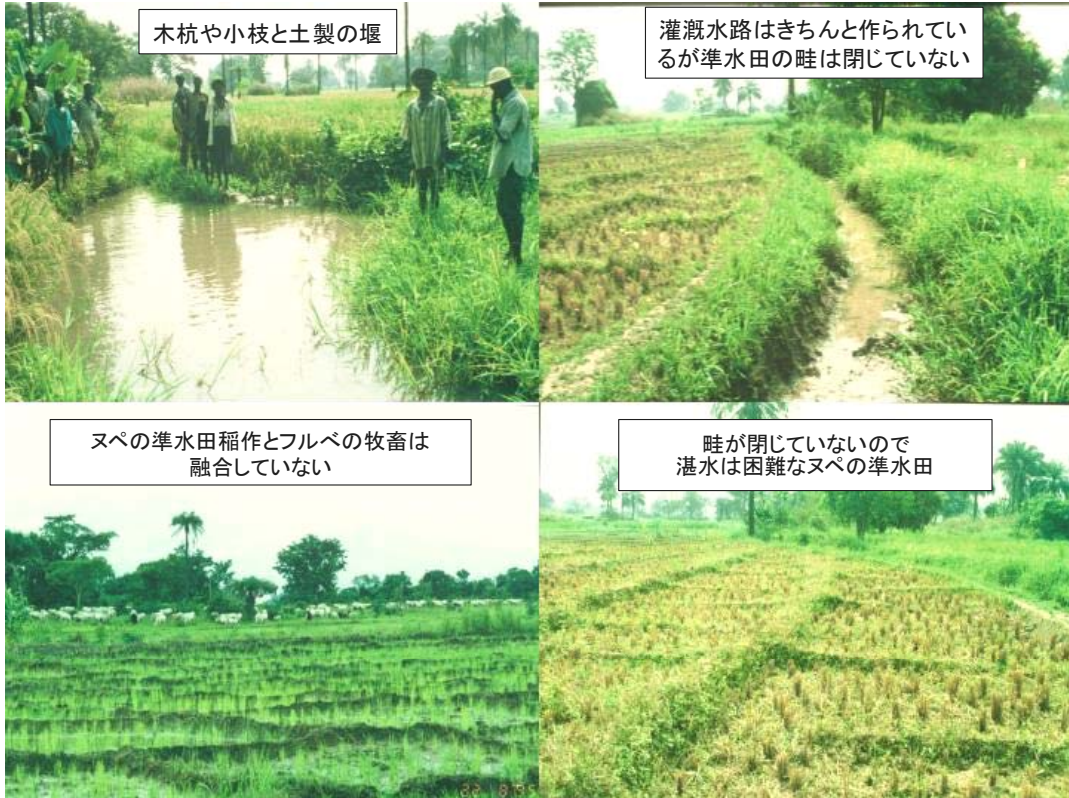 木杭や小枝と土製の堰
灌漑水路はきちんと作られてい
るが準水田の畦は閉じていない
ヌペの準水田稲作とフルベの牧畜は
融合していない
畦が閉じていないので
湛水は困難なヌペの準水田